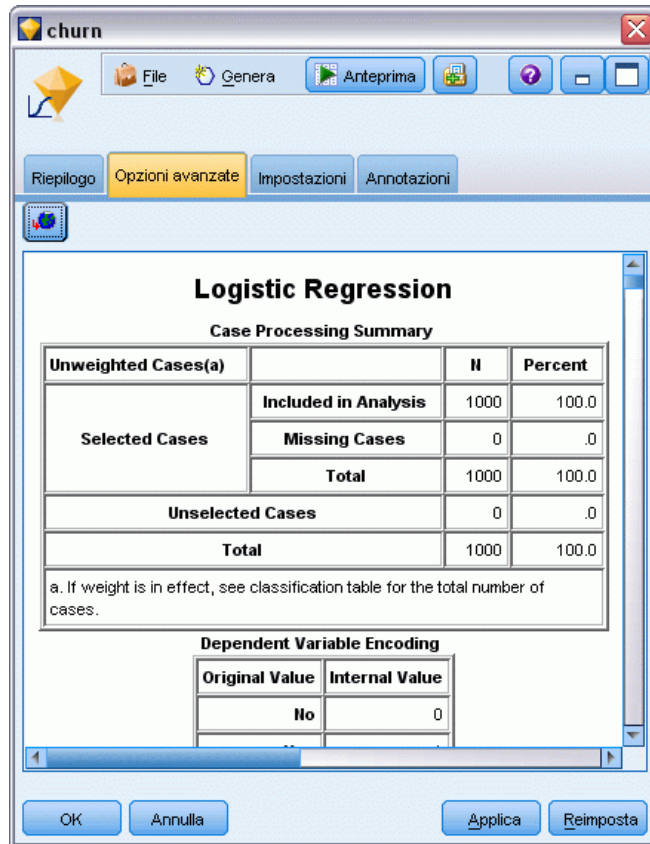 churn
File Genera Anteprima
Riepilogo Opzioni avanzate Impostazioni Annotazioni
Logistic Regression
Case Processing Summary
Unweighted Cases(a) N Percent
Selected Cases Included in Analysis 1000 100.0
Missing Cases 0 .0
Total 1000 100.0
Unselected Cases 0 .0
Total 1000 100.0
a. If weight is in effect, see classification table for the total number of
cases.
Dependent Variable Encoding
Original Value Internal Value
No 0
OK Annulla Applica Reimposta